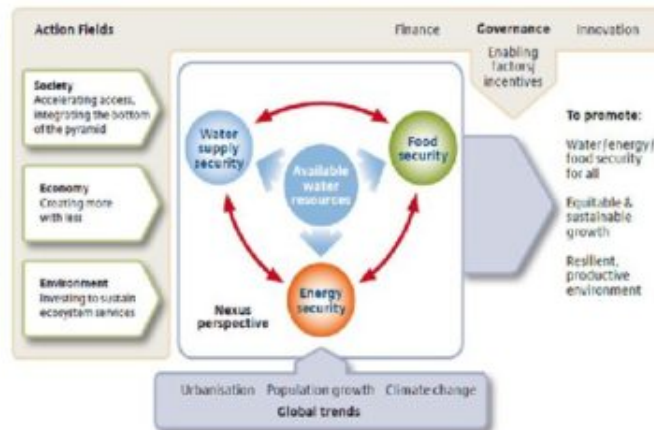 Action Fields
Finance
Governance
Innovation
Enabling
factors/
incentives
Society
Accelerating access,
integrating the bottom
of the pyramid
Economy
Creating more
with less
Environment
Investing to sustain
ecosystem services
Water
supply
security
Food
security
Available
water
resources
Energy
security
Nexus
perspective
To promote:
Water/energy/
food security
for all
Equitable &
sustainable
growth
Resilient,
productive
environment
Urbanisation
Population growth
Climate change
Global trends